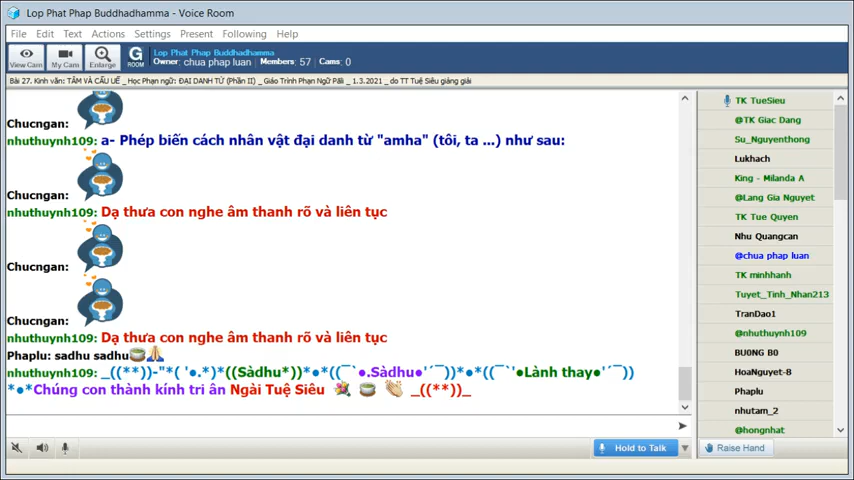 Lop Phat Phap Buddhadhamma - Voice Room
File Edit Text Actions Settings Present Following Help
View Cam My Cam Enlarge G ROOM
Lop Phat Phap Buddhadhamma
Owner: chua phap luan Members: 57 Cams: 0
Bài 27. Kinh văn: TÂM VÀ CẤU UẾ _ Học Phạn ngữ: ĐẠI DANH TỪ (Phần II) _ Giáo Trình Phạn Ngữ Pāli _ 1.3.2021 _ do TT Tuệ Siêu giảng giải
Chucngan:
nhuthuynh109: a- Phép biến cách nhân vật đại danh từ "amha" (tôi, ta ...) như sau:
Chucngan:
nhuthuynh109: Dạ thưa con nghe âm thanh rõ và liên tục
Chucngan:
Chucngan:
nhuthuynh109: Dạ thưa con nghe âm thanh rõ và liên tục
Phaplu: sadhu sadhu🍵🙏
nhuthuynh109: _((**))-"*( '●.*)*((Sàdhu*))*●*((¯`●.Sàdhu●'´¯))*●*((¯`'●Lành thay●'´¯))
*●*Chúng con thành kính tri ân Ngài Tuệ Siêu 💐 🍵 👏 _((**))_
TK TueSieu
@TK Giac Dang
Su_Nguyenthong
Lukhach
King - Milanda A
@Lang Gia Nguyet
TK Tue Quyen
Nhu Quangcan
@chua phap luan
TK minhhanh
Tuyet_Tinh_Nhan213
TranDao1
@nhuthuynh109
BU0NG B0
HoaNguyet-8
Phaplu
nhutam_2
@hongnhat
Hold to Talk
Raise Hand